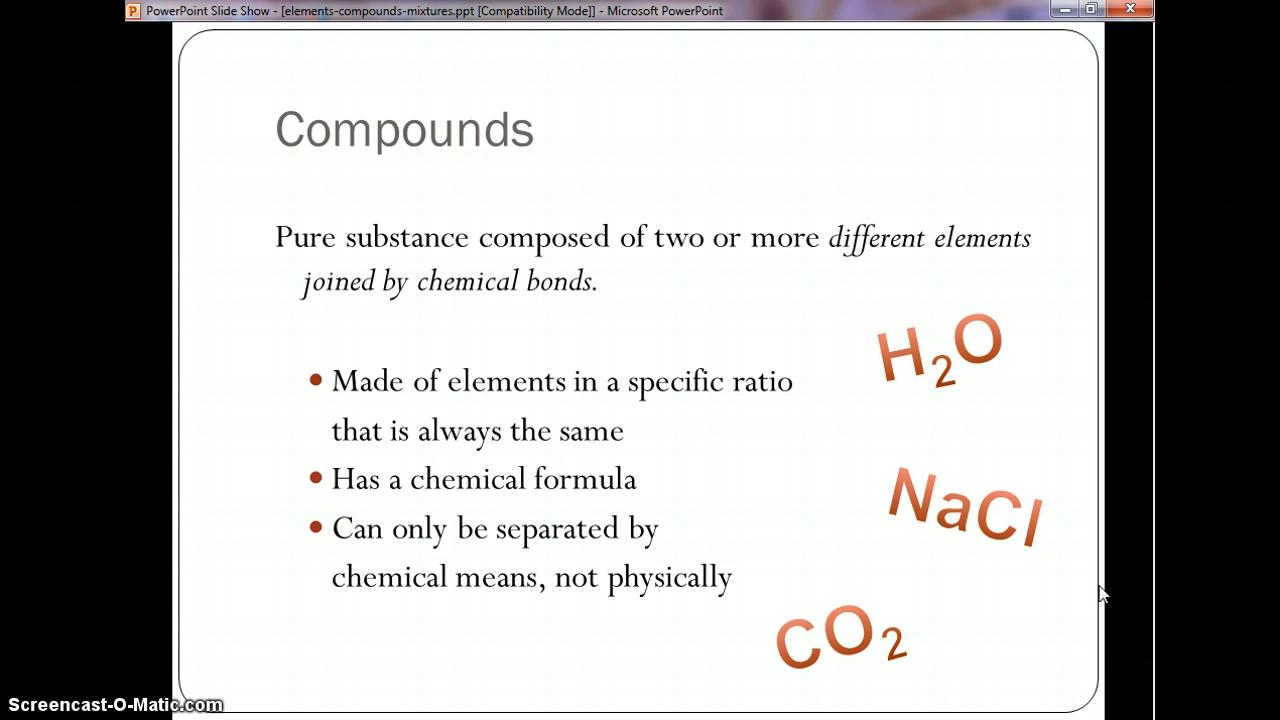 PowerPoint Slide Show - [elements-compounds-mixtures.ppt [Compatibility Mode]] - Microsoft PowerPoint
Compounds
Pure substance composed of two or more different elements
joined by chemical bonds.
• Made of elements in a specific ratio
that is always the same
• Has a chemical formula
• Can only be separated by
chemical means, not physically
H₂O
NaCl
CO₂
Screencast-O-Matic.com